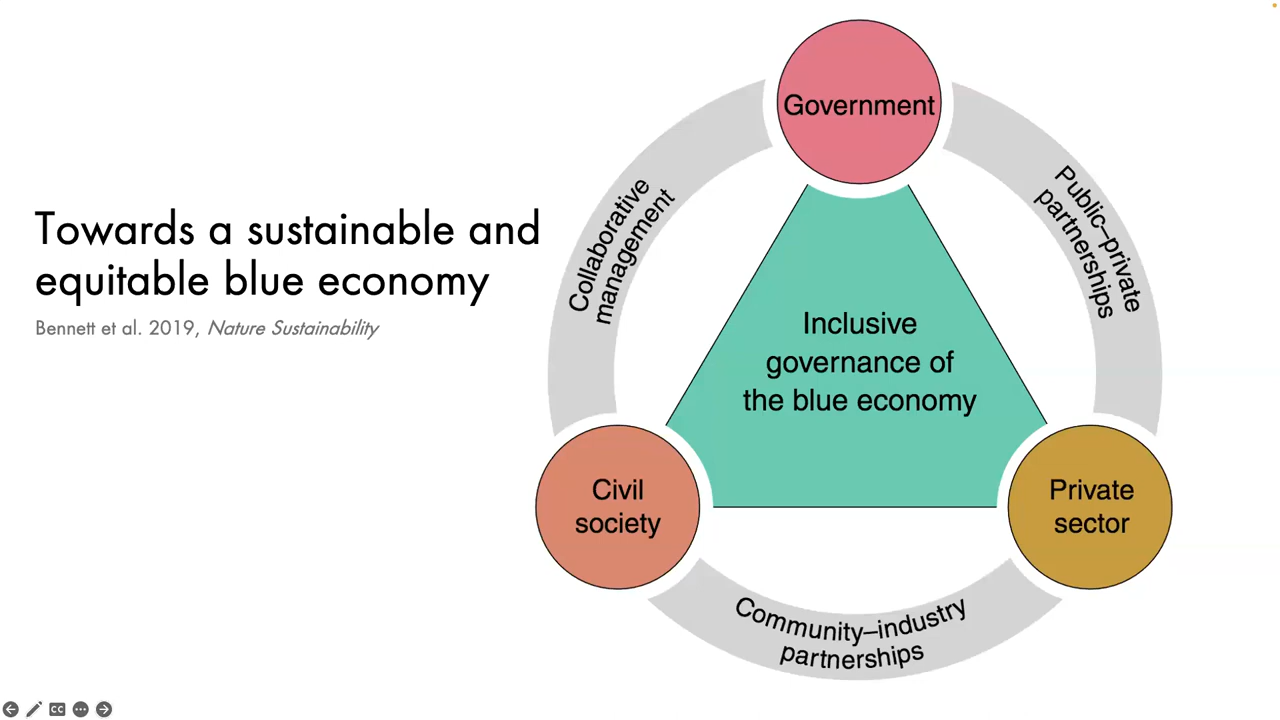 Towards a sustainable and
equitable blue economy
Bennett et al. 2019, Nature Sustainability
Government
Collaborative
management
Public–private
partnerships
Inclusive
governance of
the blue economy
Civil
society
Private
sector
Community–industry
partnerships
CC